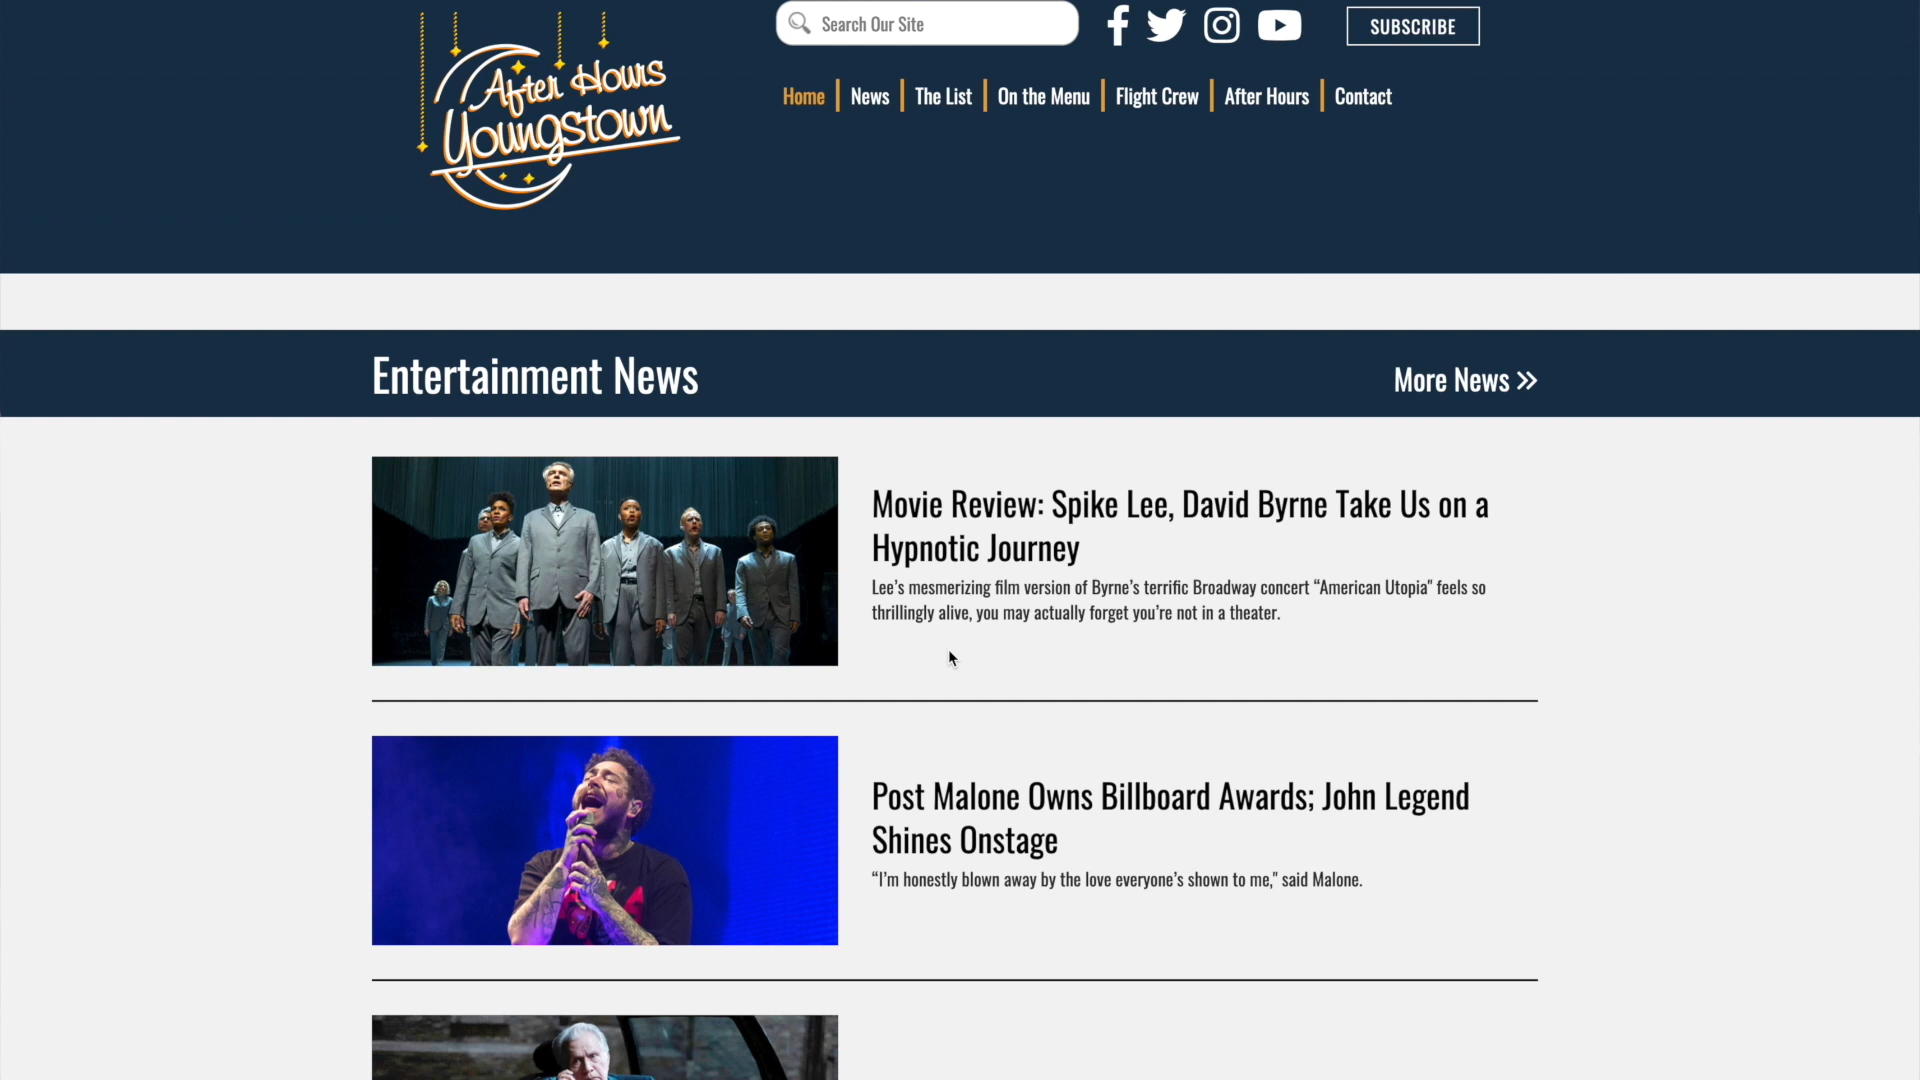 After Hours
Youngstown
Search Our Site
SUBSCRIBE
Home
News
The List
On the Menu
Flight Crew
After Hours
Contact
Entertainment News
More News
Movie Review: Spike Lee, David Byrne Take Us on a
Hypnotic Journey
Lee’s mesmerizing film version of Byrne’s terrific Broadway concert “American Utopia" feels so
thrillingly alive, you may actually forget you’re not in a theater.
Post Malone Owns Billboard Awards; John Legend
Shines Onstage
“I’m honestly blown away by the love everyone’s shown to me," said Malone.